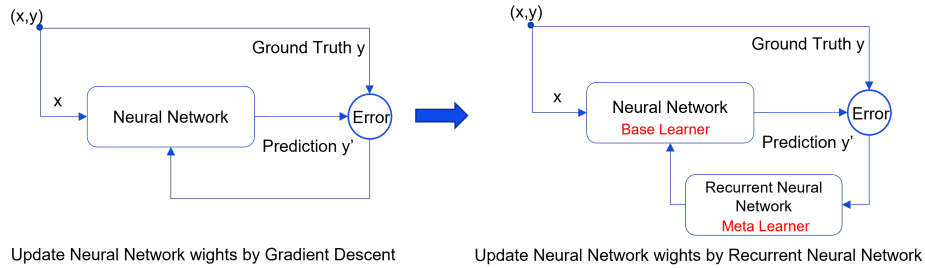 (x,y)
Ground Truth y
x
Neural Network
Error
Prediction y’
Update Neural Network wights by Gradient Descent
(x,y)
Ground Truth y
x
Neural Network
Base Learner
Error
Prediction y’
Recurrent Neural
Network
Meta Learner
Update Neural Network wights by Recurrent Neural Network